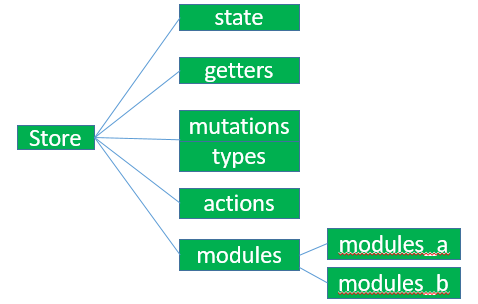 state
getters
Store
mutations
types
actions
modules
modules_a
modules_b